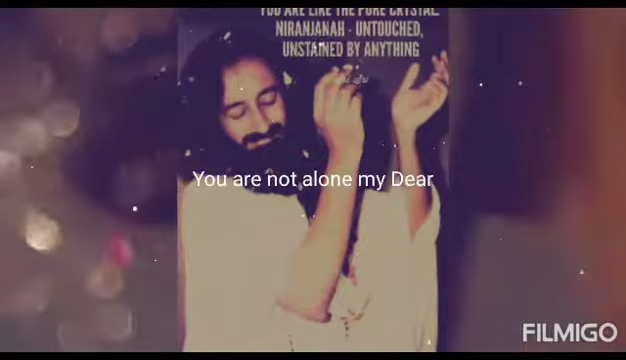 YOU ARE LIKE THE PURE CRYSTAL.
NIRANJANAH - UNTOUCHED,
UNSTAINED BY ANYTHING
You are not alone my Dear
FILMIGO